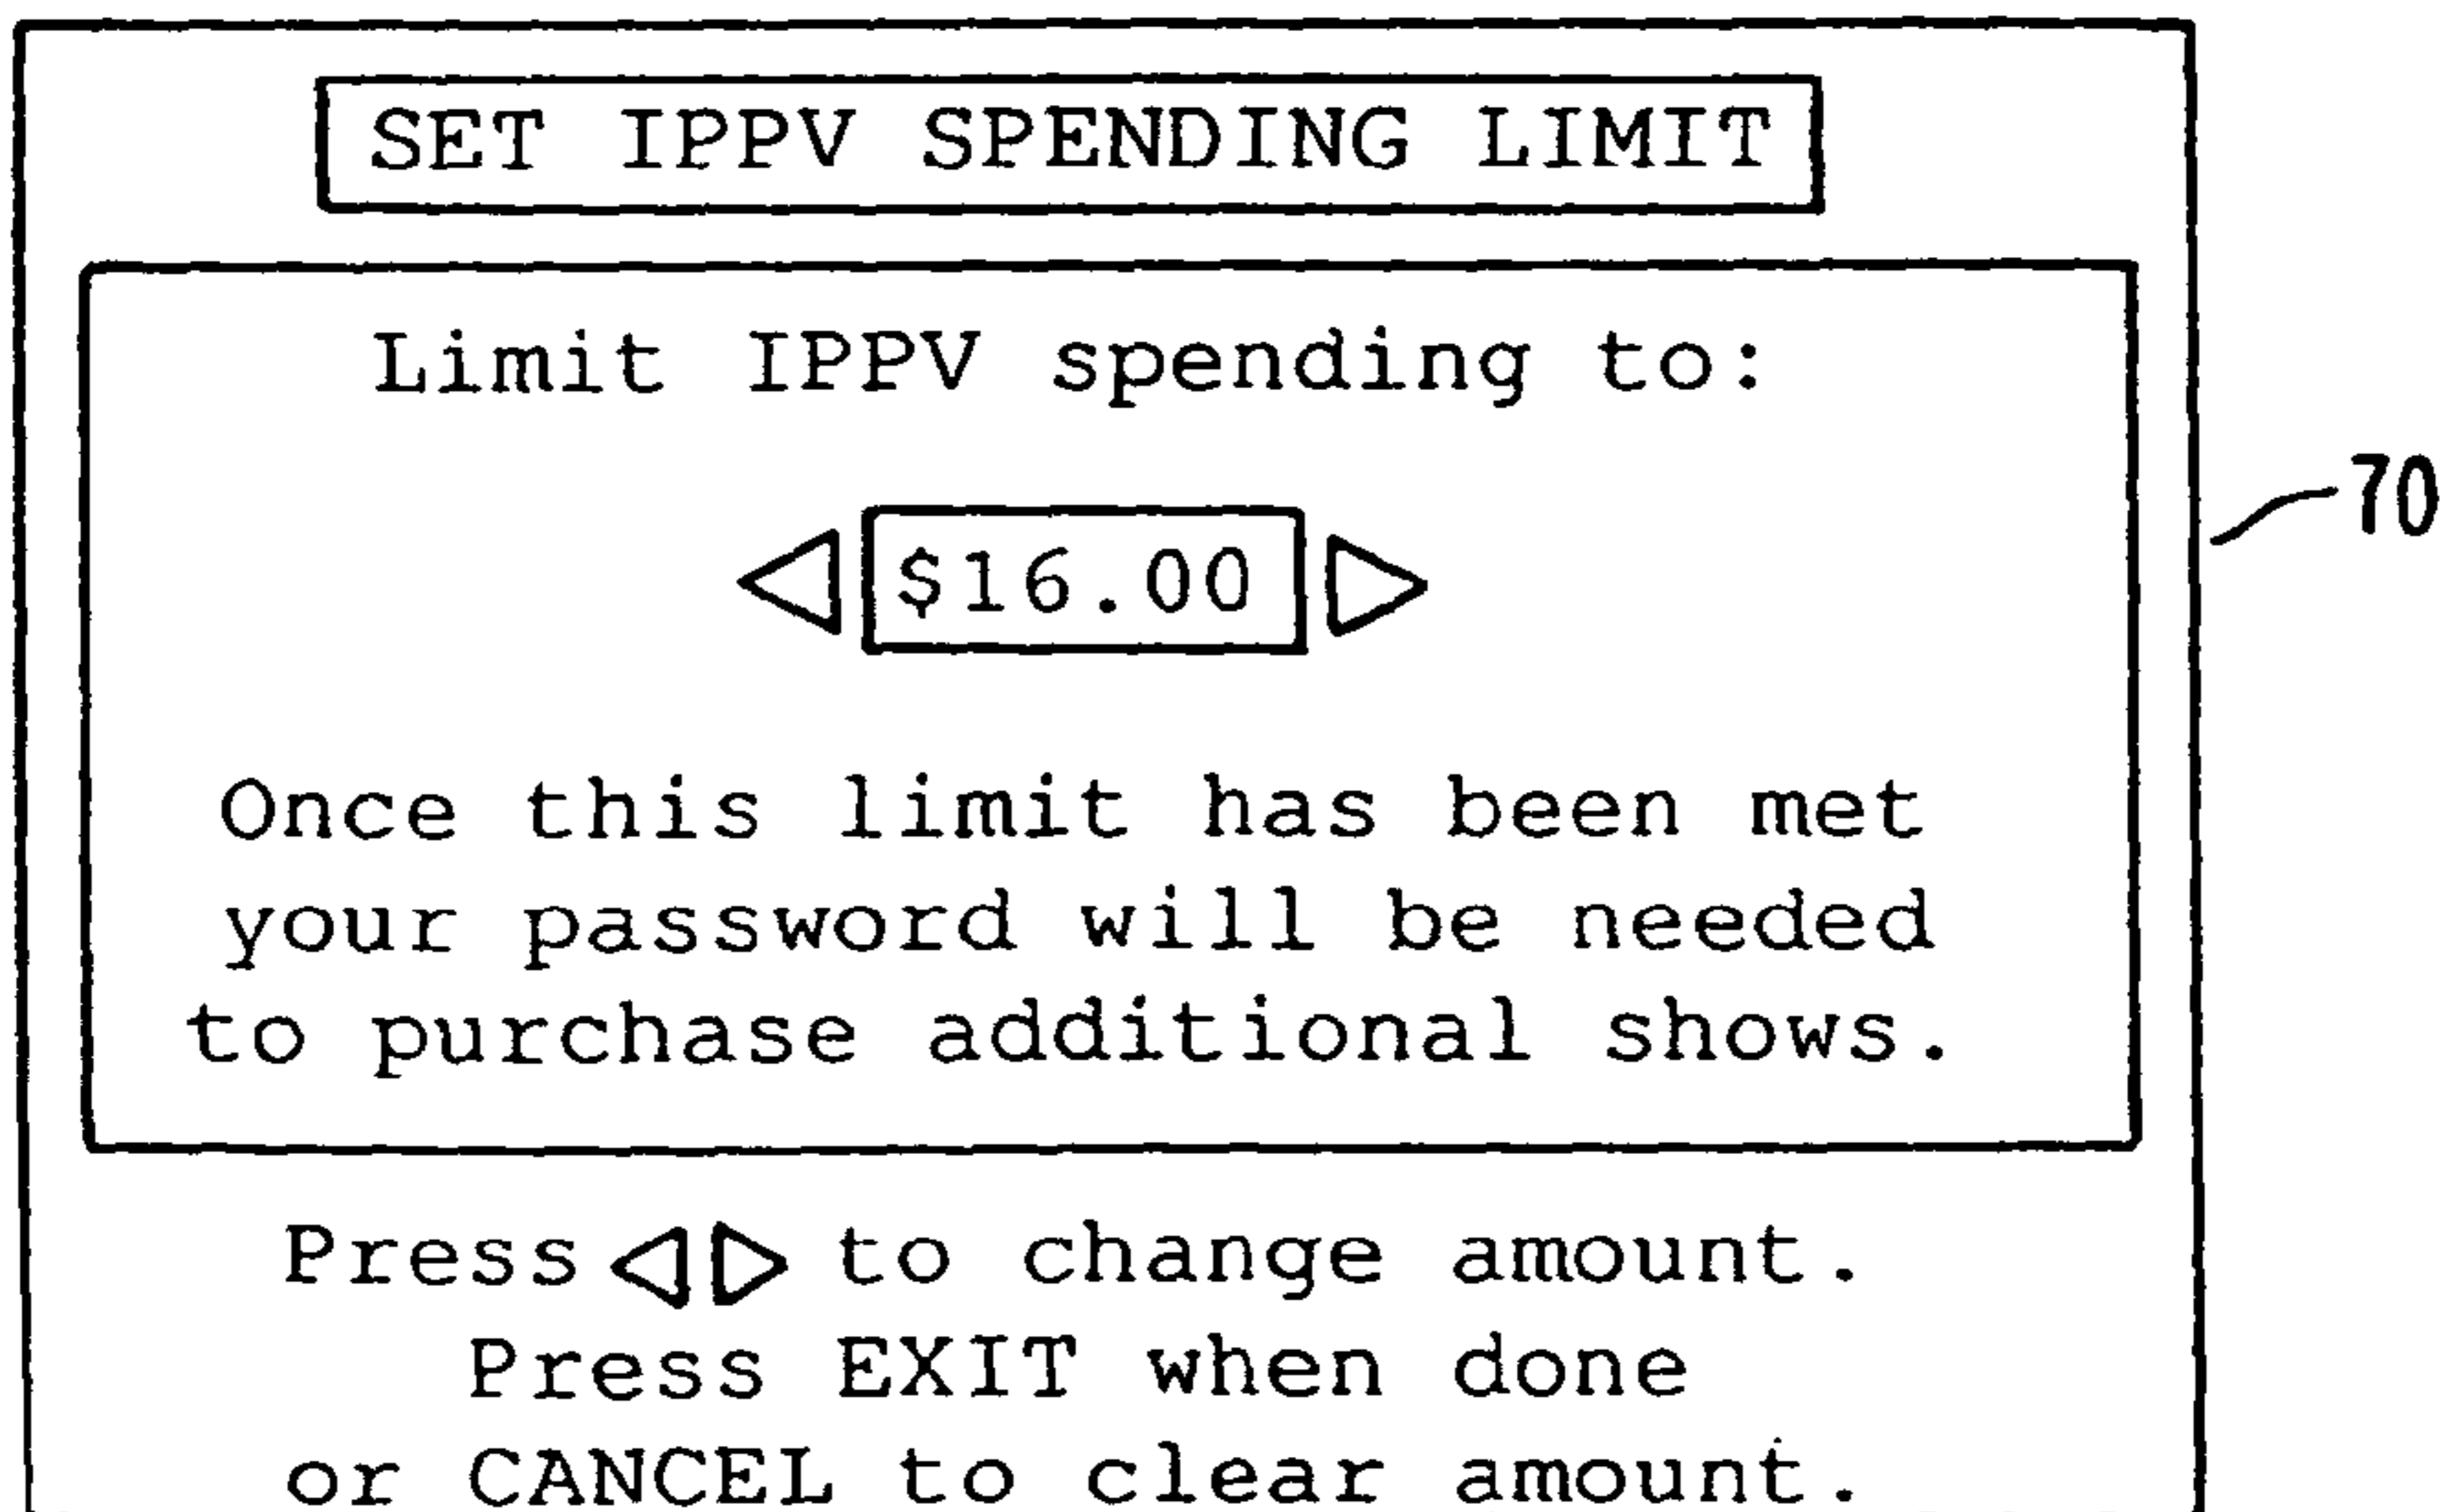 SET IPPV SPENDING LIMIT
Limit IPPV spending to:
◁ $16.00 ▷
70
Once this limit has been met
your password will be needed
to purchase additional shows.
Press ◁ ▷ to change amount.
Press EXIT when done
or CANCEL to clear amount.